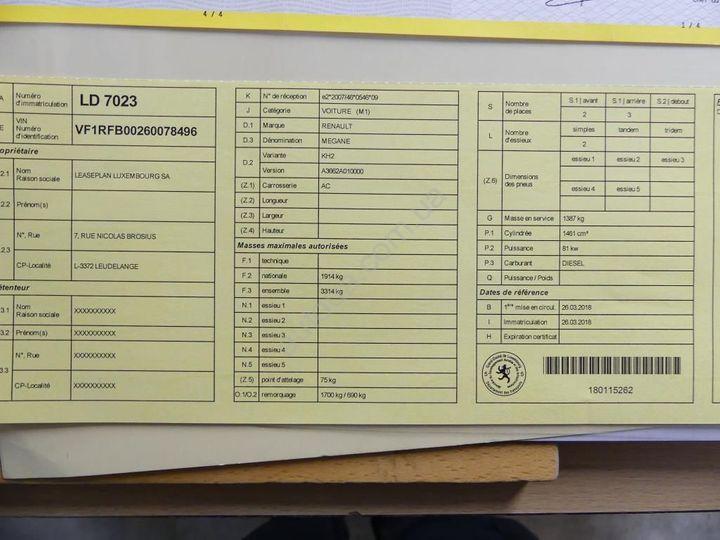 4 / 4
1 / 4
A Numéro d'immatriculation LD 7023
E VIN Numéro d'identification VF1RFB00260078496
opriétaire
2.1 Nom Raison sociale LEASEPLAN LUXEMBOURG SA
2.2 Prénom(s)
2.3 N°, Rue 7, RUE NICOLAS BROSIUS
CP-Localité L-3372 LEUDELANGE
étenteur
3.1 Nom Raison sociale XXXXXXXXXX
3.2 Prénom(s) XXXXXXXXXX
3.3 N°, Rue XXXXXXXXXX
CP-Localité XXXXXXXXXX
K N° de réception e2*2007/46*0546*09
J Catégorie VOITURE (M1)
D.1 Marque RENAULT
D.3 Dénomination MEGANE
D.2 Variante KH2
Version A3662A010000
(Z.1) Carrosserie AC
(Z.2) Longueur
(Z.3) Largeur
(Z.4) Hauteur
Masses maximales autorisées
F.1 technique
F.2 nationale 1914 kg
F.3 ensemble 3314 kg
N.1 essieu 1
N.2 essieu 2
N.3 essieu 3
N.4 essieu 4
N.5 essieu 5
(Z.5) point d'attelage 75 kg
O.1/O.2 remorquage 1700 kg / 690 kg
S Nombre de places S.1 | avant S.1 | arrière S.2 | debout
2 3
L Nombre d'essieux simples tandem tridem
2
(Z.6) Dimensions des pneus essieu 1 essieu 2 essieu 3
essieu 4 essieu 5
G Masse en service 1387 kg
P.1 Cylindrée 1461 cm³
P.2 Puissance 81 kw
P.3 Carburant DIESEL
Q Puissance / Poids
Dates de référence
B 1ère mise en circul. 26.03.2018
I Immatriculation 26.03.2018
H Expiration certificat
180115262